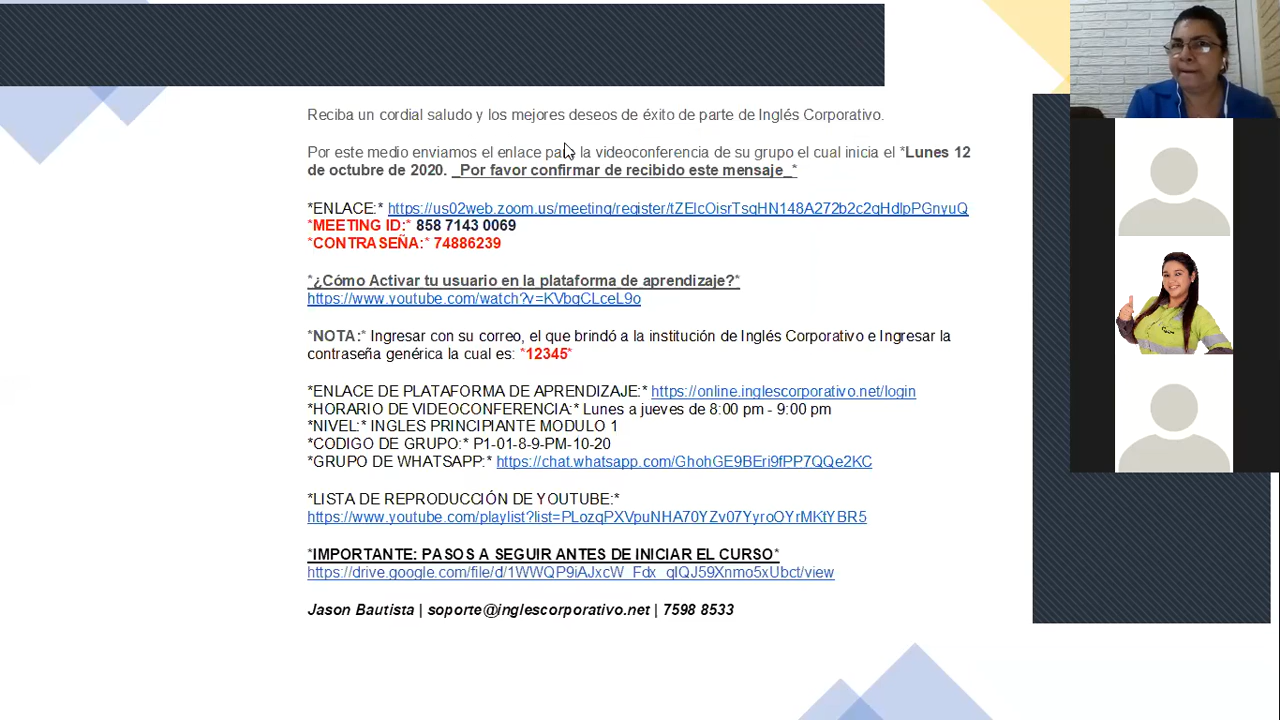 Reciba un cordial saludo y los mejores deseos de éxito de parte de Inglés Corporativo.
Por este medio enviamos el enlace para la videoconferencia de su grupo el cual inicia el *Lunes 12
de octubre de 2020. _Por favor confirmar de recibido este mensaje_*
*ENLACE:* https://us02web.zoom.us/meeting/register/tZEIcOisrTsqHN148A272b2c2qHdIpPGnyuQ
*MEETING ID:* 858 7143 0069
*CONTRASEÑA:* 74886239
*¿Cómo Activar tu usuario en la plataforma de aprendizaje?*
https://www.youtube.com/watch?v=KVbgCLceL9o
*NOTA:* Ingresar con su correo, el que brindó a la institución de Inglés Corporativo e Ingresar la
contraseña genérica la cual es: *12345*
*ENLACE DE PLATAFORMA DE APRENDIZAJE:* https://online.inglescorporativo.net/login
*HORARIO DE VIDEOCONFERENCIA:* Lunes a jueves de 8:00 pm - 9:00 pm
*NIVEL:* INGLES PRINCIPIANTE MODULO 1
*CODIGO DE GRUPO:* P1-01-8-9-PM-10-20
*GRUPO DE WHATSAPP:* https://chat.whatsapp.com/GhohGE9BEri9fPP7QQe2KC
*LISTA DE REPRODUCCIÓN DE YOUTUBE:*
https://www.youtube.com/playlist?list=PLozqPXVpuNHA70YZv07YyroOYrMKtYBR5
*IMPORTANTE: PASOS A SEGUIR ANTES DE INICIAR EL CURSO*
https://drive.google.com/file/d/1WWQP9iAJxcW_Fdx_qIQJ59Xnmo5xUbct/view
Jason Bautista | soporte@inglescorporativo.net | 7598 8533